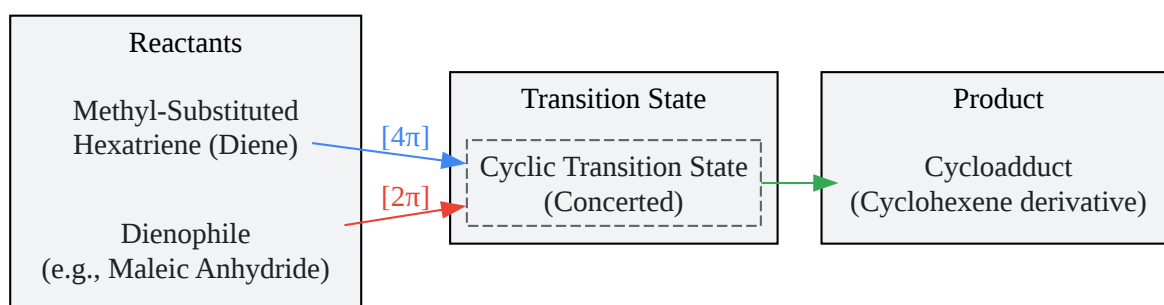 Reactants
Methyl-Substituted
Hexatriene (Diene)
Dienophile
(e.g., Maleic Anhydride)
[4π]
[2π]
Transition State
Cyclic Transition State
(Concerted)
Product
Cycloadduct
(Cyclohexene derivative)